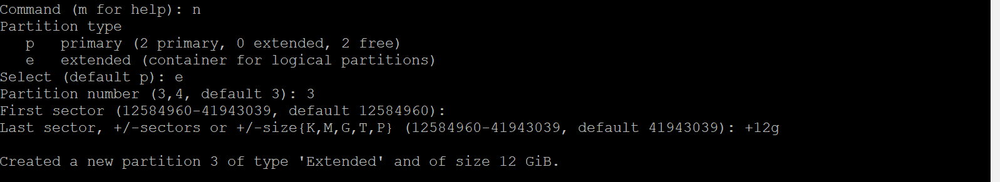 Command (m for help): n
Partition type
   p   primary (2 primary, 0 extended, 2 free)
   e   extended (container for logical partitions)
Select (default p): e
Partition number (3,4, default 3): 3
First sector (12584960-41943039, default 12584960):
Last sector, +/-sectors or +/-size{K,M,G,T,P} (12584960-41943039, default 41943039): +12g
Created a new partition 3 of type 'Extended' and of size 12 GiB.